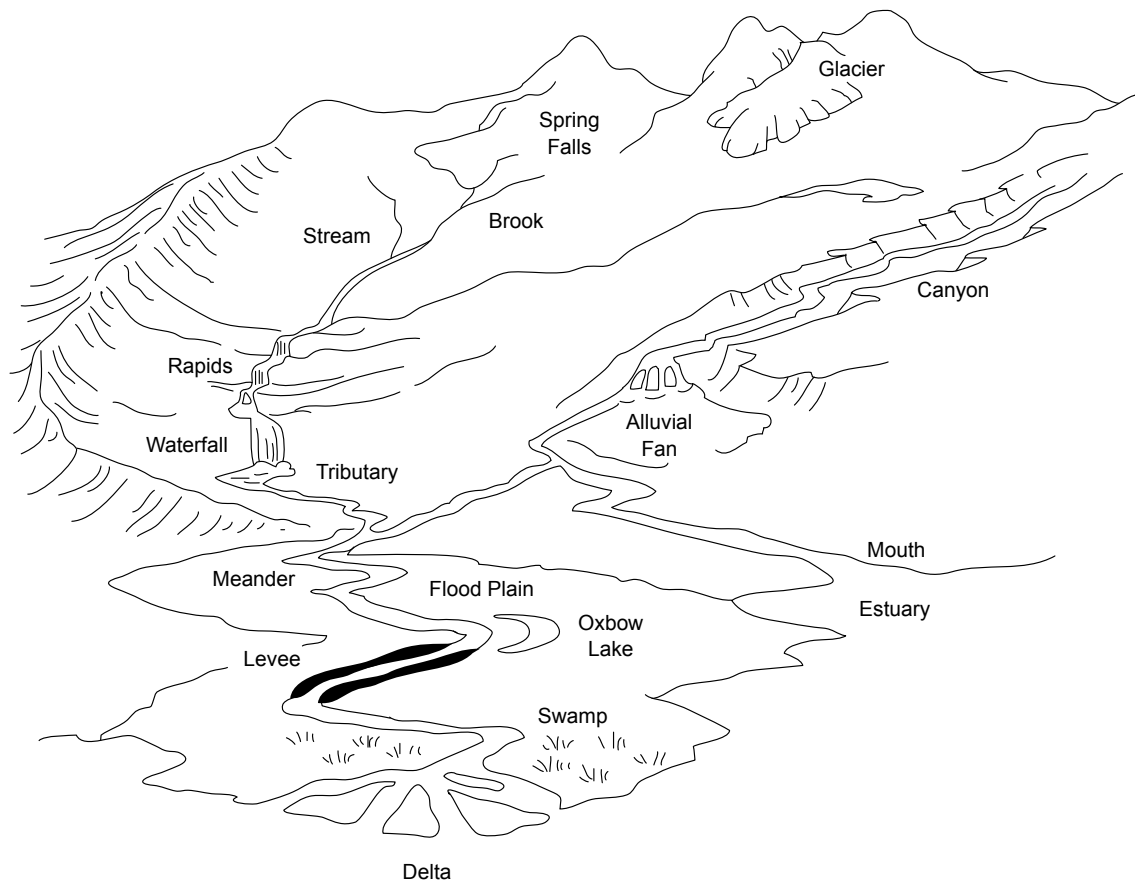 Glacier
Spring
Falls
Brook
Stream
Canyon
Rapids
Alluvial
Fan
Waterfall
Tributary
Mouth
Meander
Flood Plain
Estuary
Oxbow
Lake
Levee
Swamp
Delta